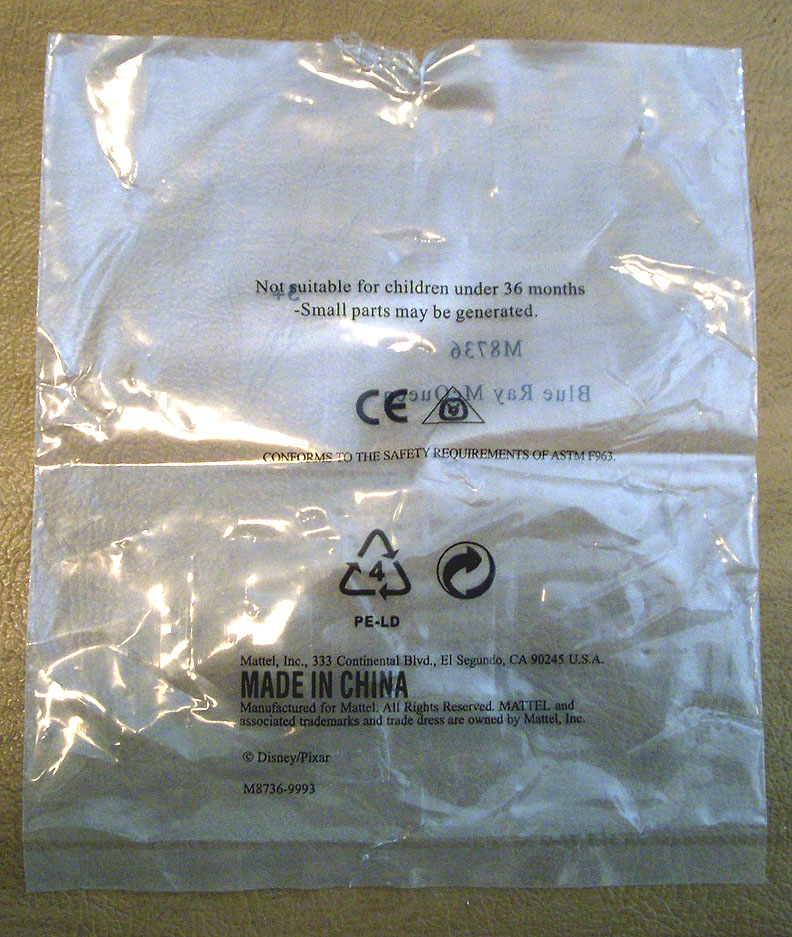 Not suitable for children under 36 months
3+
-Small parts may be generated.
M8736
Blue Ray McQueen
CE
CONFORMS TO THE SAFETY REQUIREMENTS OF ASTM F963.
4
PE-LD
Mattel, Inc., 333 Continental Blvd., El Segundo, CA 90245 U.S.A.
MADE IN CHINA
Manufactured for Mattel. All Rights Reserved. MATTEL and
associated trademarks and trade dress are owned by Mattel, Inc.
© Disney/Pixar
M8736-9993